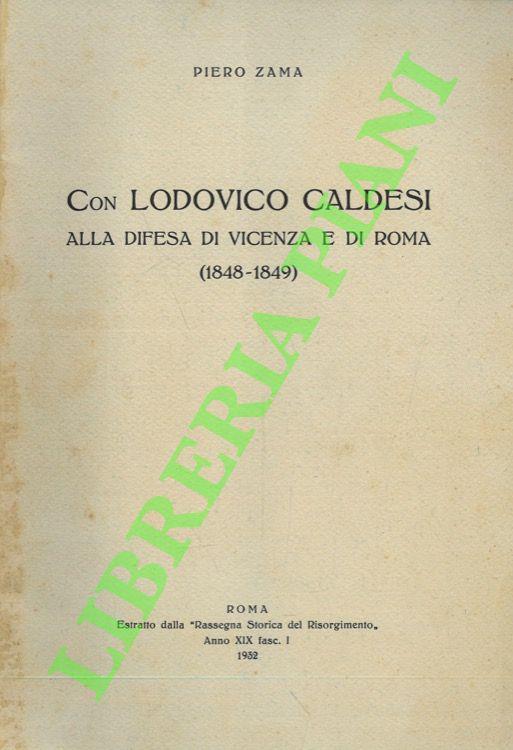 PIERO ZAMA
CON LODOVICO CALDESI
ALLA DIFESA DI VICENZA E DI ROMA
(1848-1849)
ROMA
Estratto dalla "Rassegna Storica del Risorgimento„
Anno XIX fasc. I
1932
LIBRERIA PIANI